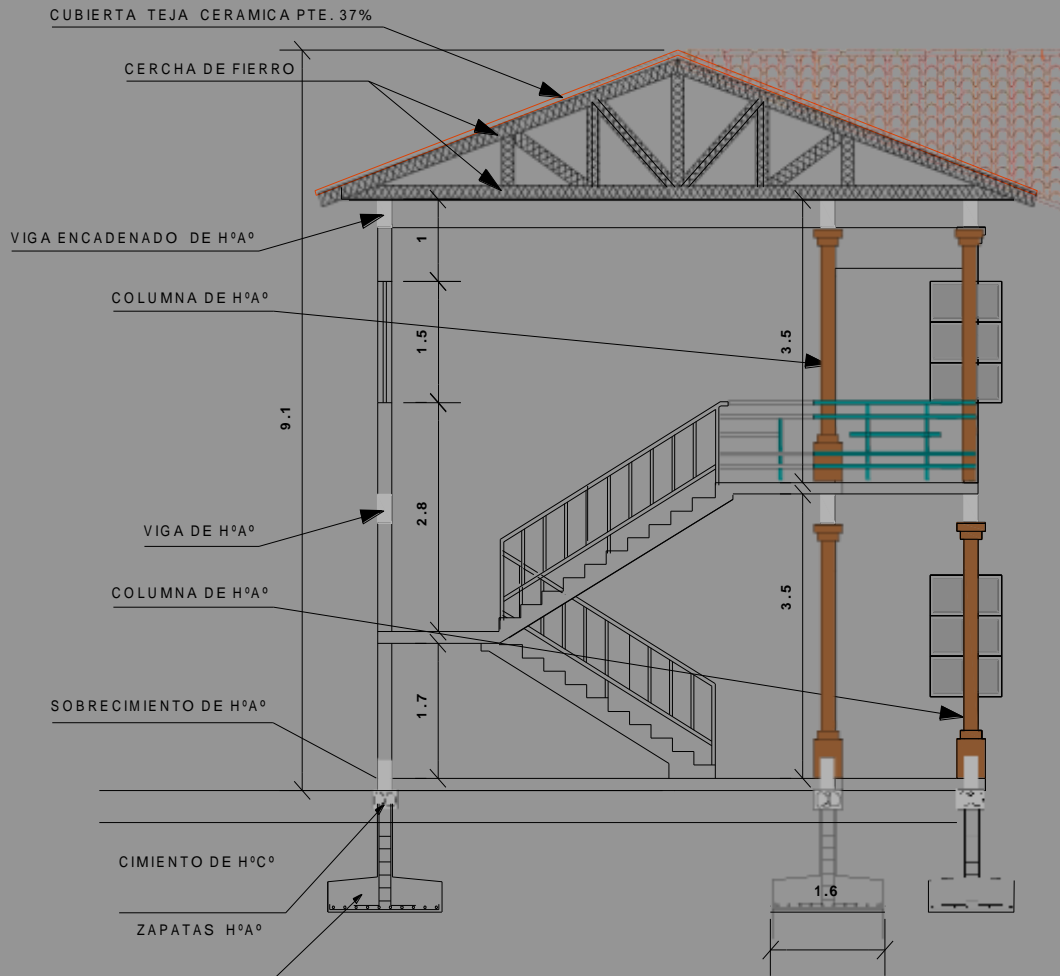 CUBIERTA TEJA CERAMICA PTE. 37%
CERCHA DE FIERRO
VIGA ENCADENADO DE HºAº
1
COLUMNA DE HºAº
1.5
3.5
9.1
2.8
VIGA DE HºAº
COLUMNA DE HºAº
3.5
SOBRECIMIENTO DE HºAº
1.7
CIMIENTO DE HºCº
1.6
ZAPATAS HºAº